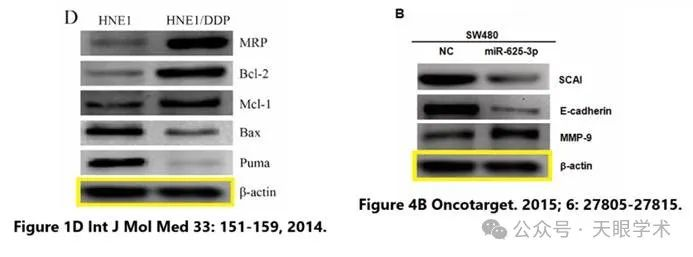 D
HNE1 HNE1/DDP
MRP
Bcl-2
Mcl-1
Bax
Puma
β-actin
Figure 1D Int J Mol Med 33: 151-159, 2014.
B
SW480
NC miR-625-3p
SCAI
E-cadherin
MMP-9
β-actin
Figure 4B Oncotarget. 2015; 6: 27805-27815.
公众号 · 天眼学术